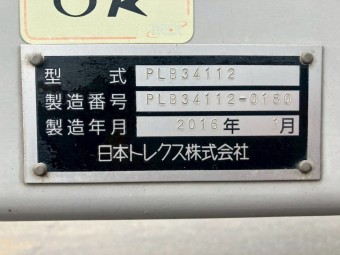 OK
型式 PLB34112
製造番号 PLB34112-0180
製造年月 2016年 1月
日本トレクス株式会社